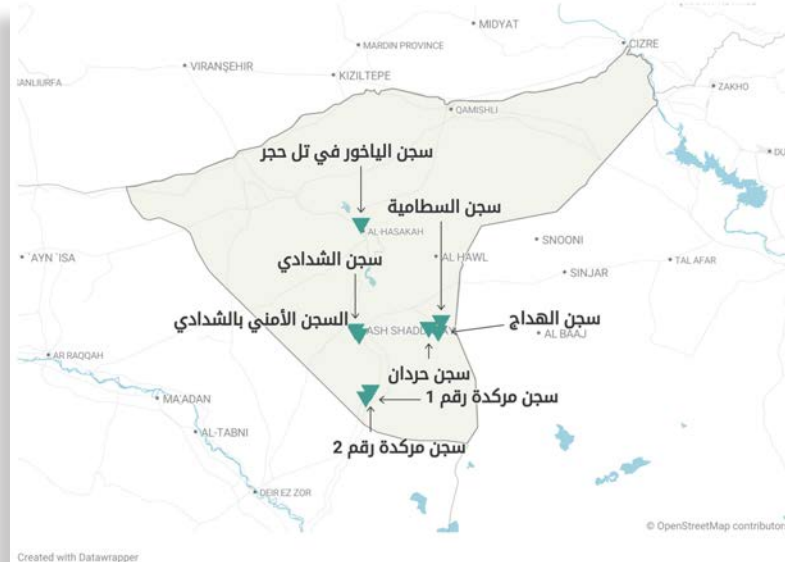 MIDYAT
MARDIN PROVINCE
CIZRE
VIRANŞEHIR
KIZILTEPE
ZAKHO
QAMISHLI
سجن الياخور في تل حجر
سجن السطامية
AL-HASAKAH
SNOONI
AL HAWL
سجن الشدادي
`AYN `ISA
SINJAR
TAL AFAR
السجن الأمني بالشدادي
سجن الهداج
AL BAAJ
AR RAQQAH
سجن حردان
سجن مركدة رقم 1
MA'ADAN
AL-TABNI
سجن مركدة رقم 2
DEIR EZ ZOR
© OpenStreetMap contributors
Created with Datawrapper